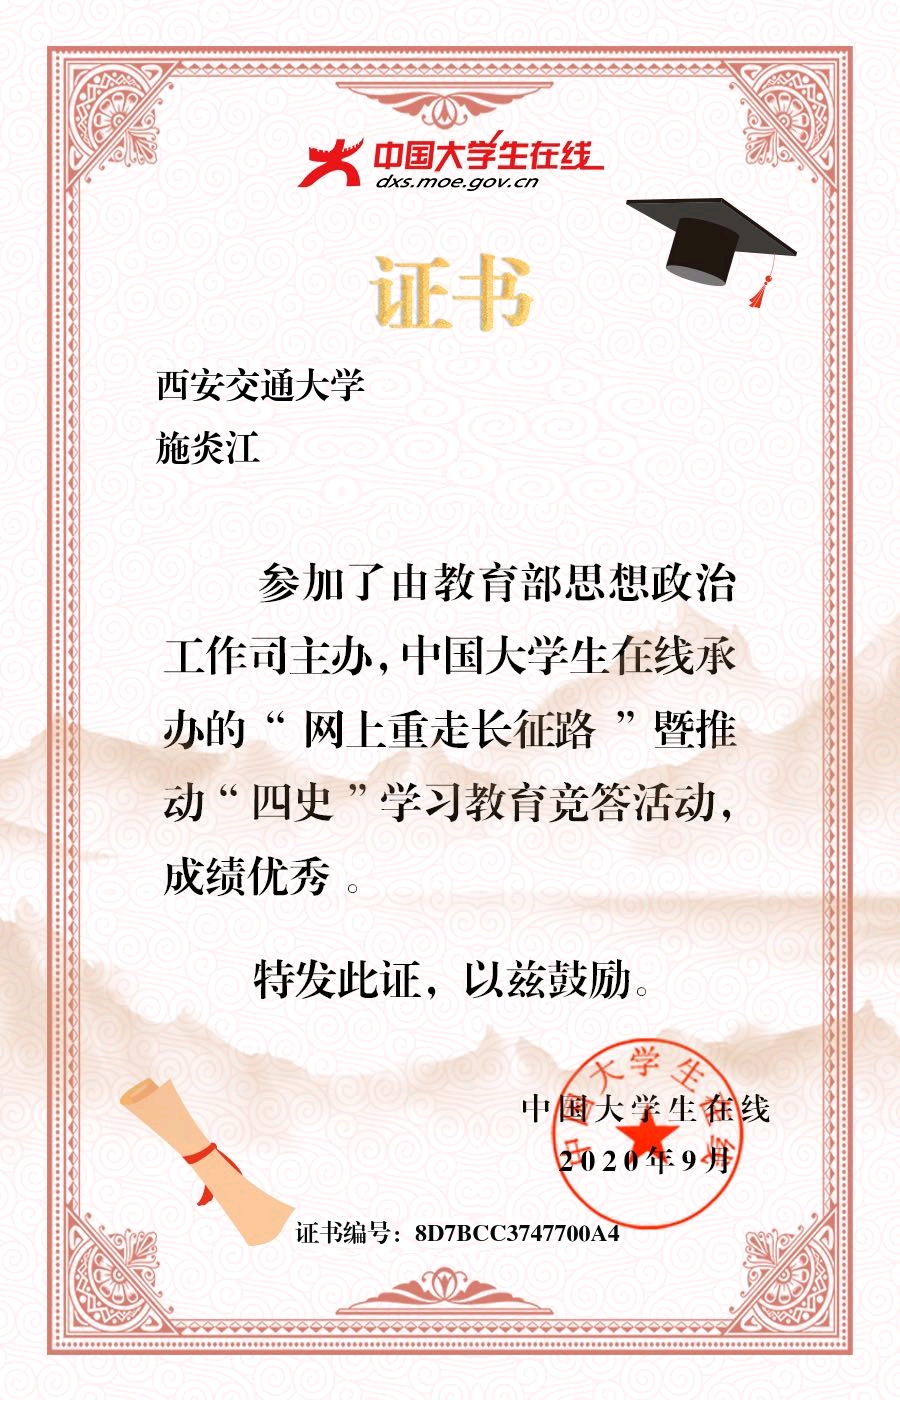 中国大学生在线
dxs.moe.gov.cn
证书
西安交通大学
施炎江
参加了由教育部思想政治
工作司主办，中国大学生在线承
办的“网上重走长征路”暨推
动“四史”学习教育竞答活动，
成绩优秀。
特发此证，以兹鼓励。
中国大学生在线
中国大学生在线
2020年9月
证书编号：8D7BCC3747700A4